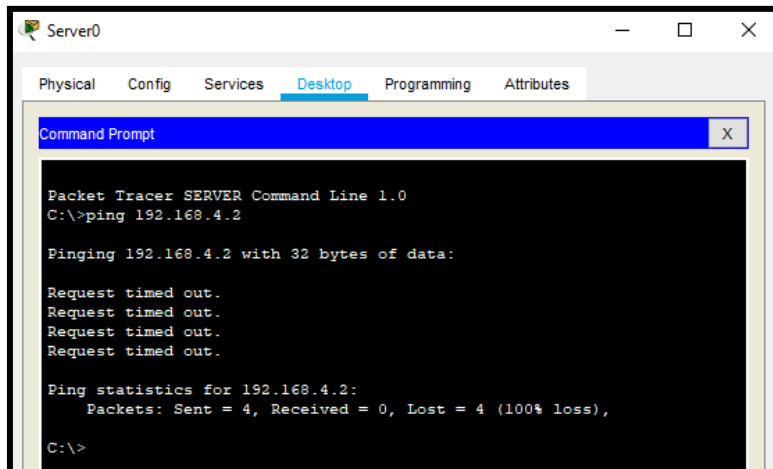 Server0
Physical Config Services Desktop Programming Attributes
Command Prompt X
Packet Tracer SERVER Command Line 1.0
C:\>ping 192.168.4.2
Pinging 192.168.4.2 with 32 bytes of data:
Request timed out.
Request timed out.
Request timed out.
Request timed out.
Ping statistics for 192.168.4.2:
Packets: Sent = 4, Received = 0, Lost = 4 (100% loss),
C:\>